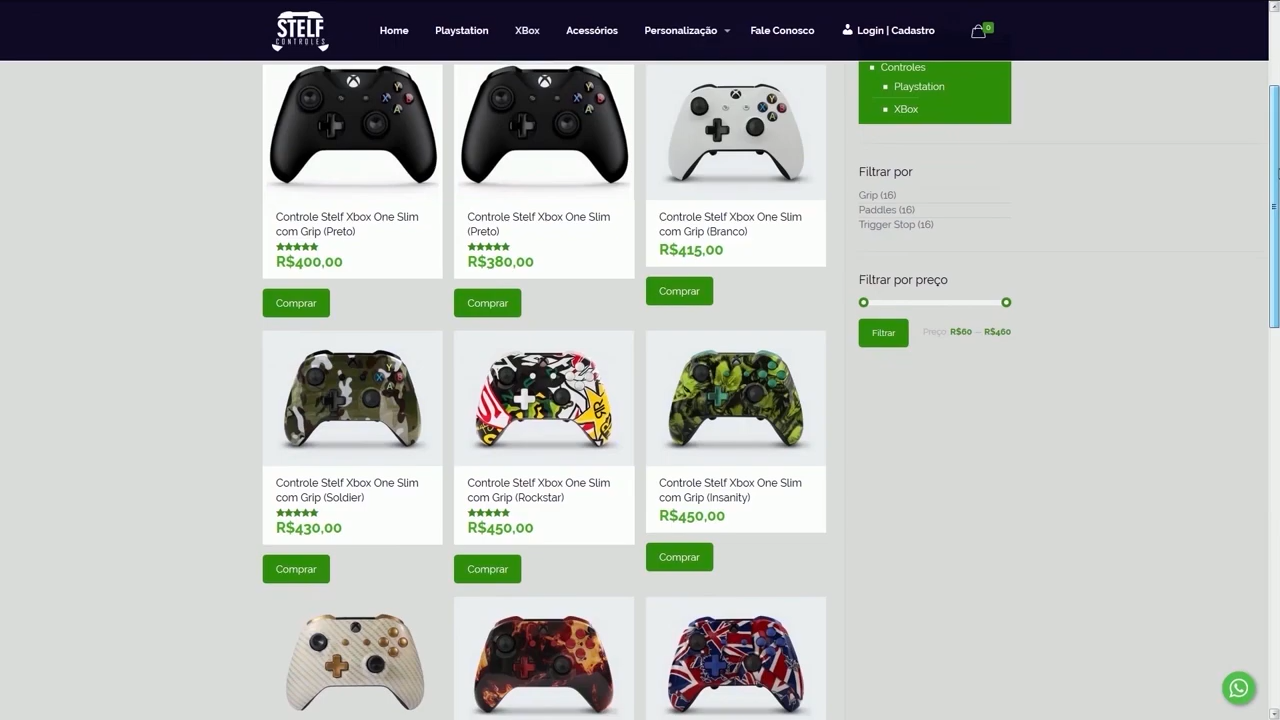 STELF
CONTROLES
Home
Playstation
XBox
Acessórios
Personalização
Fale Conosco
Login | Cadastro
0
Controles
Playstation
XBox
Filtrar por
Grip (16)
Paddles (16)
Trigger Stop (16)
Filtrar por preço
Filtrar
Preço: R$60 — R$460
Controle Stelf Xbox One Slim
com Grip (Preto)
R$400,00
Comprar
Controle Stelf Xbox One Slim
(Preto)
R$380,00
Comprar
Controle Stelf Xbox One Slim
com Grip (Branco)
R$415,00
Comprar
Controle Stelf Xbox One Slim
com Grip (Soldier)
R$430,00
Comprar
Controle Stelf Xbox One Slim
com Grip (Rockstar)
R$450,00
Comprar
Controle Stelf Xbox One Slim
com Grip (Insanity)
R$450,00
Comprar